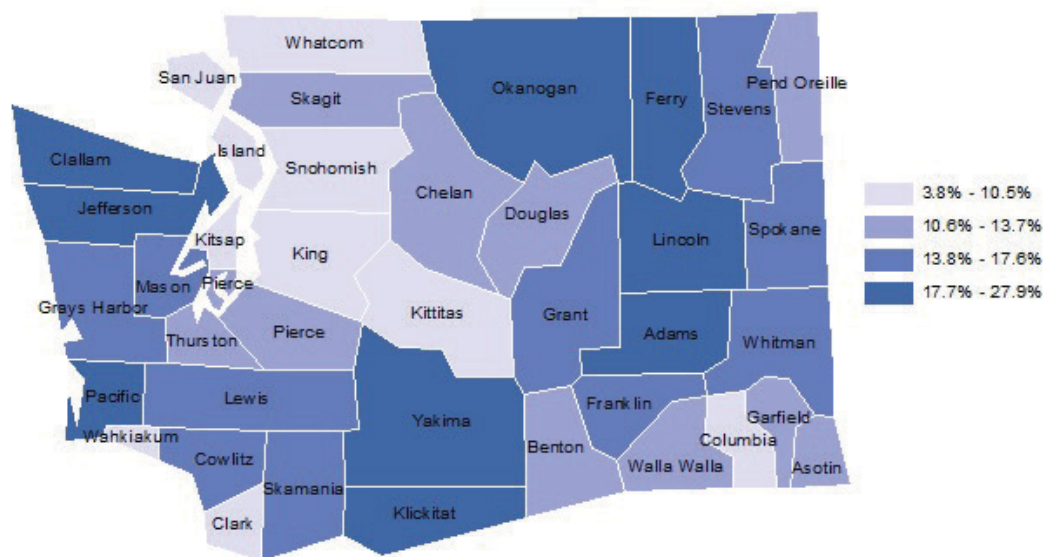 Whatcom
San Juan
Skagit
Okanogan
Ferry
Stevens
Pend Oreille
Clallam
Island
Snohomish
Chelan
Douglas
Jefferson
Kitsap
King
Lincoln
Spokane
Mason
Pierce
Grays Harbor
Kittitas
Grant
Thurston
Pierce
Adams
Whitman
Pacific
Lewis
Yakima
Franklin
Garfield
Wahkiakum
Columbia
Benton
Cowlitz
Walla Walla
Asotin
Skamania
Clark
Klickitat
3.8% - 10.5%
10.6% - 13.7%
13.8% - 17.6%
17.7% - 27.9%